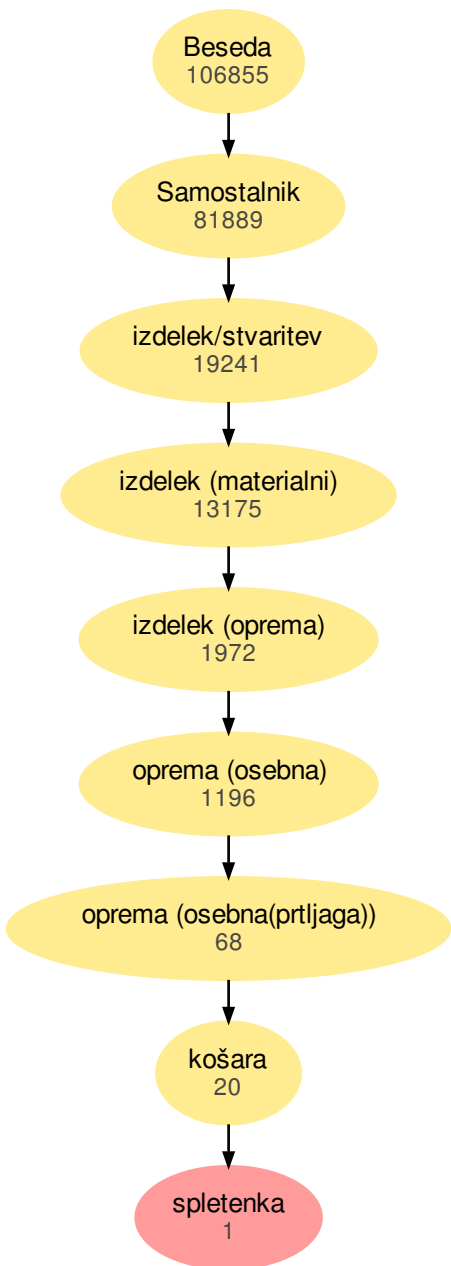 Beseda
106855
Samostalnik
81889
izdelek/stvaritev
19241
izdelek (materialni)
13175
izdelek (oprema)
1972
oprema (osebna)
1196
oprema (osebna(prtljaga))
68
košara
20
spletenka
1